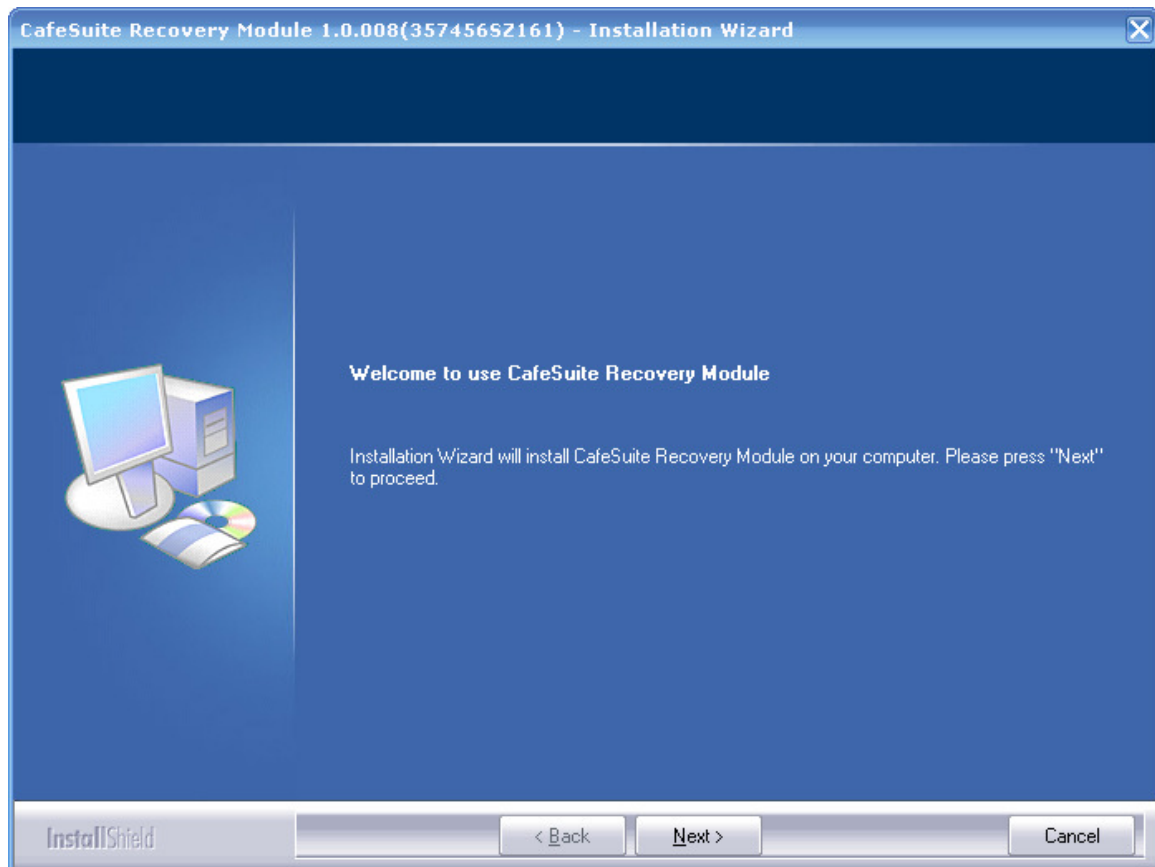 CafeSuite Recovery Module 1.0.008(357456SZ161) - Installation Wizard
Welcome to use CafeSuite Recovery Module
Installation Wizard will install CafeSuite Recovery Module on your computer. Please press "Next"
to proceed.
InstallShield
< Back
Next >
Cancel